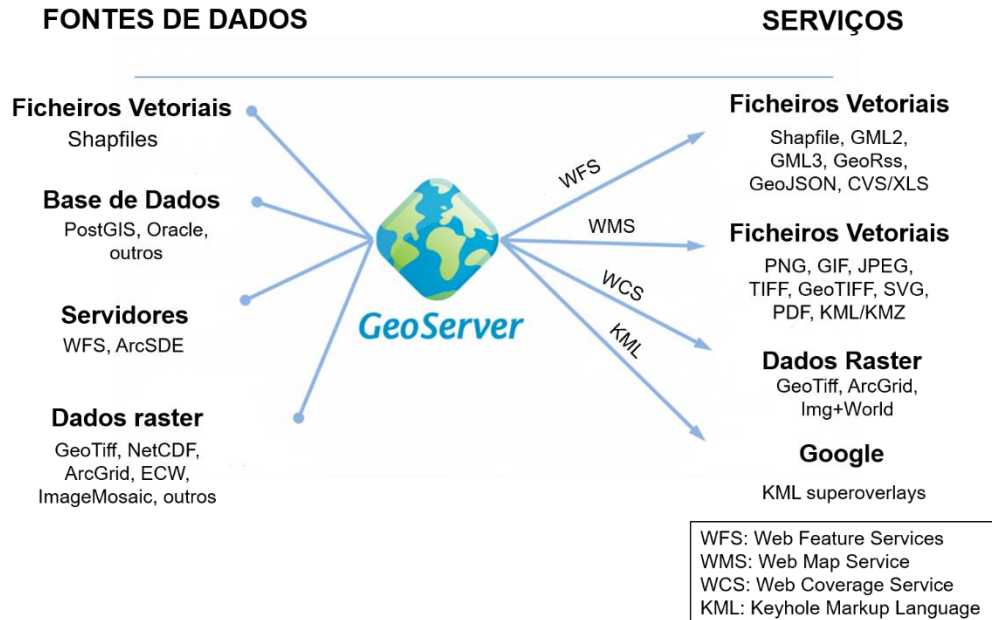 FONTES DE DADOS
SERVIÇOS
Ficheiros Vetoriais
Shapfiles
Base de Dados
PostGIS, Oracle,
outros
Servidores
WFS, ArcSDE
Dados raster
GeoTiff, NetCDF,
ArcGrid, ECW,
ImageMosaic, outros
GeoServer
WFS
WMS
WCS
KML
Ficheiros Vetoriais
Shapfile, GML2,
GML3, GeoRss,
GeoJSON, CVS/XLS
Ficheiros Vetoriais
PNG, GIF, JPEG,
TIFF, GeoTIFF, SVG,
PDF, KML/KMZ
Dados Raster
GeoTiff, ArcGrid,
Img+World
Google
KML superoverlays
WFS: Web Feature Services
WMS: Web Map Service
WCS: Web Coverage Service
KML: Keyhole Markup Language